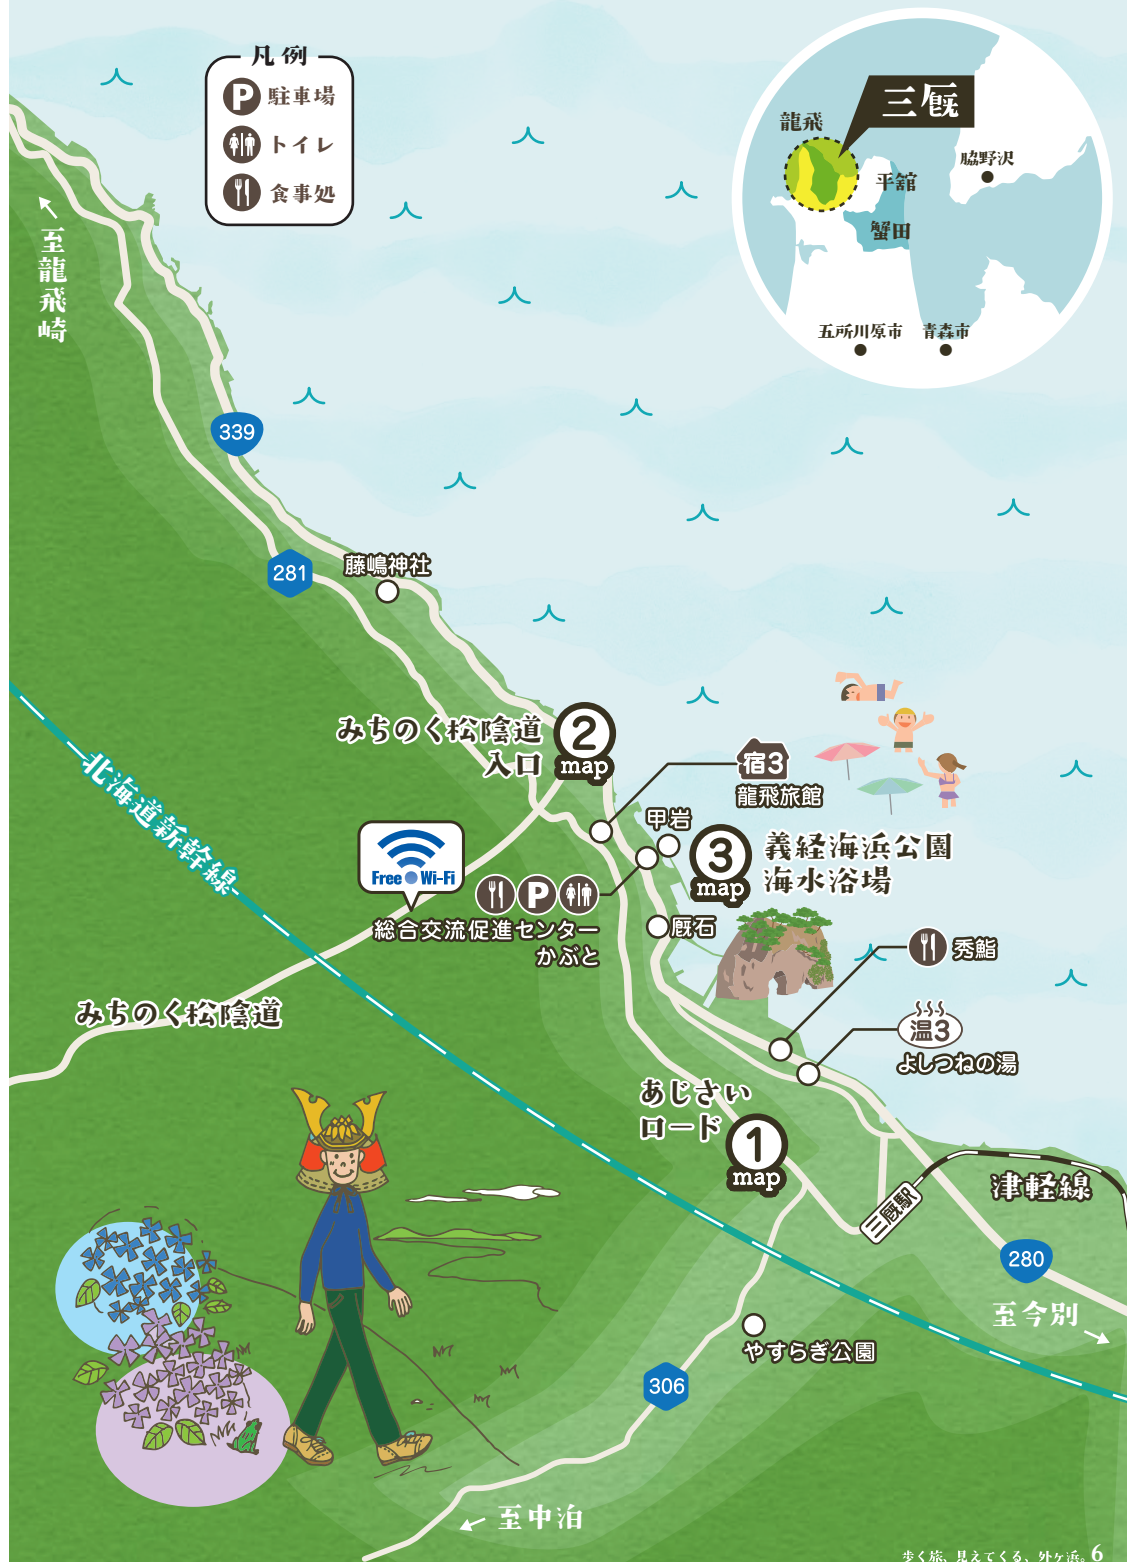 凡例
P 駐車場
トイレ
食事処
三厩
龍飛
脇野沢
平舘
蟹田
五所川原市
青森市
至龍飛崎
339
281
藤嶋神社
みちのく松陰道
入口
2
map
北海道新幹線
宿3
龍飛旅館
甲岩
3
map
義経海浜公園
海水浴場
Free Wi-Fi
P
総合交流促進センター
かぶと
厩石
秀鮨
みちのく松陰道
温3
よしつねの湯
あじさい
ロード
1
map
三厩駅
津軽線
280
至今別
やすらぎ公園
306
至中泊
歩く旅、見えてくる、外ヶ浜。6